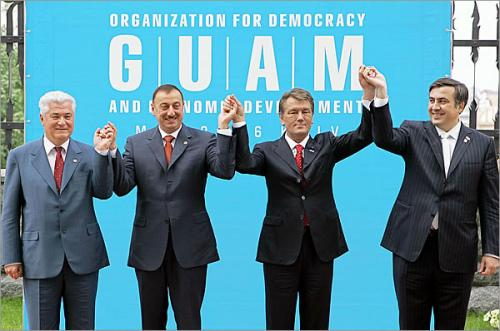 ORGANIZATION FOR DEMOCRACY
G|U|A|M
AND ECONOMIC DEVELOPMENT